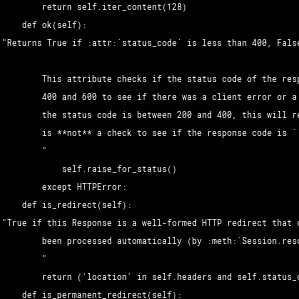 return self.iter_content(128)
def ok(self):
"Returns True if :attr:`status_code` is less than 400, False
This attribute checks if the status code of the resp
400 and 600 to see if there was a client error or a
the status code is between 200 and 400, this will re
is **not** a check to see if the response code is `
"
self.raise_for_status()
except HTTPError:
def is_redirect(self):
"True if this Response is a well-formed HTTP redirect that c
been processed automatically (by :meth:`Session.reso
"
return ('location' in self.headers and self.status_c
def is_permanent_redirect(self):